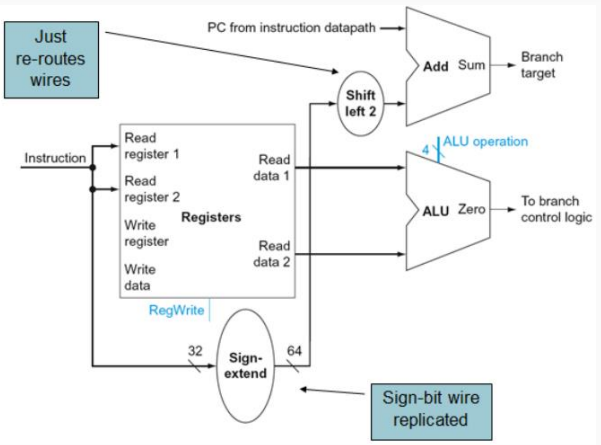 Just
re-routes
wires
PC from instruction datapath
Add Sum
Branch
target
Shift
left 2
Instruction
Read
register 1
Read
data 1
4
ALU operation
Read
register 2
Registers
Write
register
ALU Zero
To branch
control logic
Read
data 2
Write
data
RegWrite
32
Sign-
extend
64
Sign-bit wire
replicated